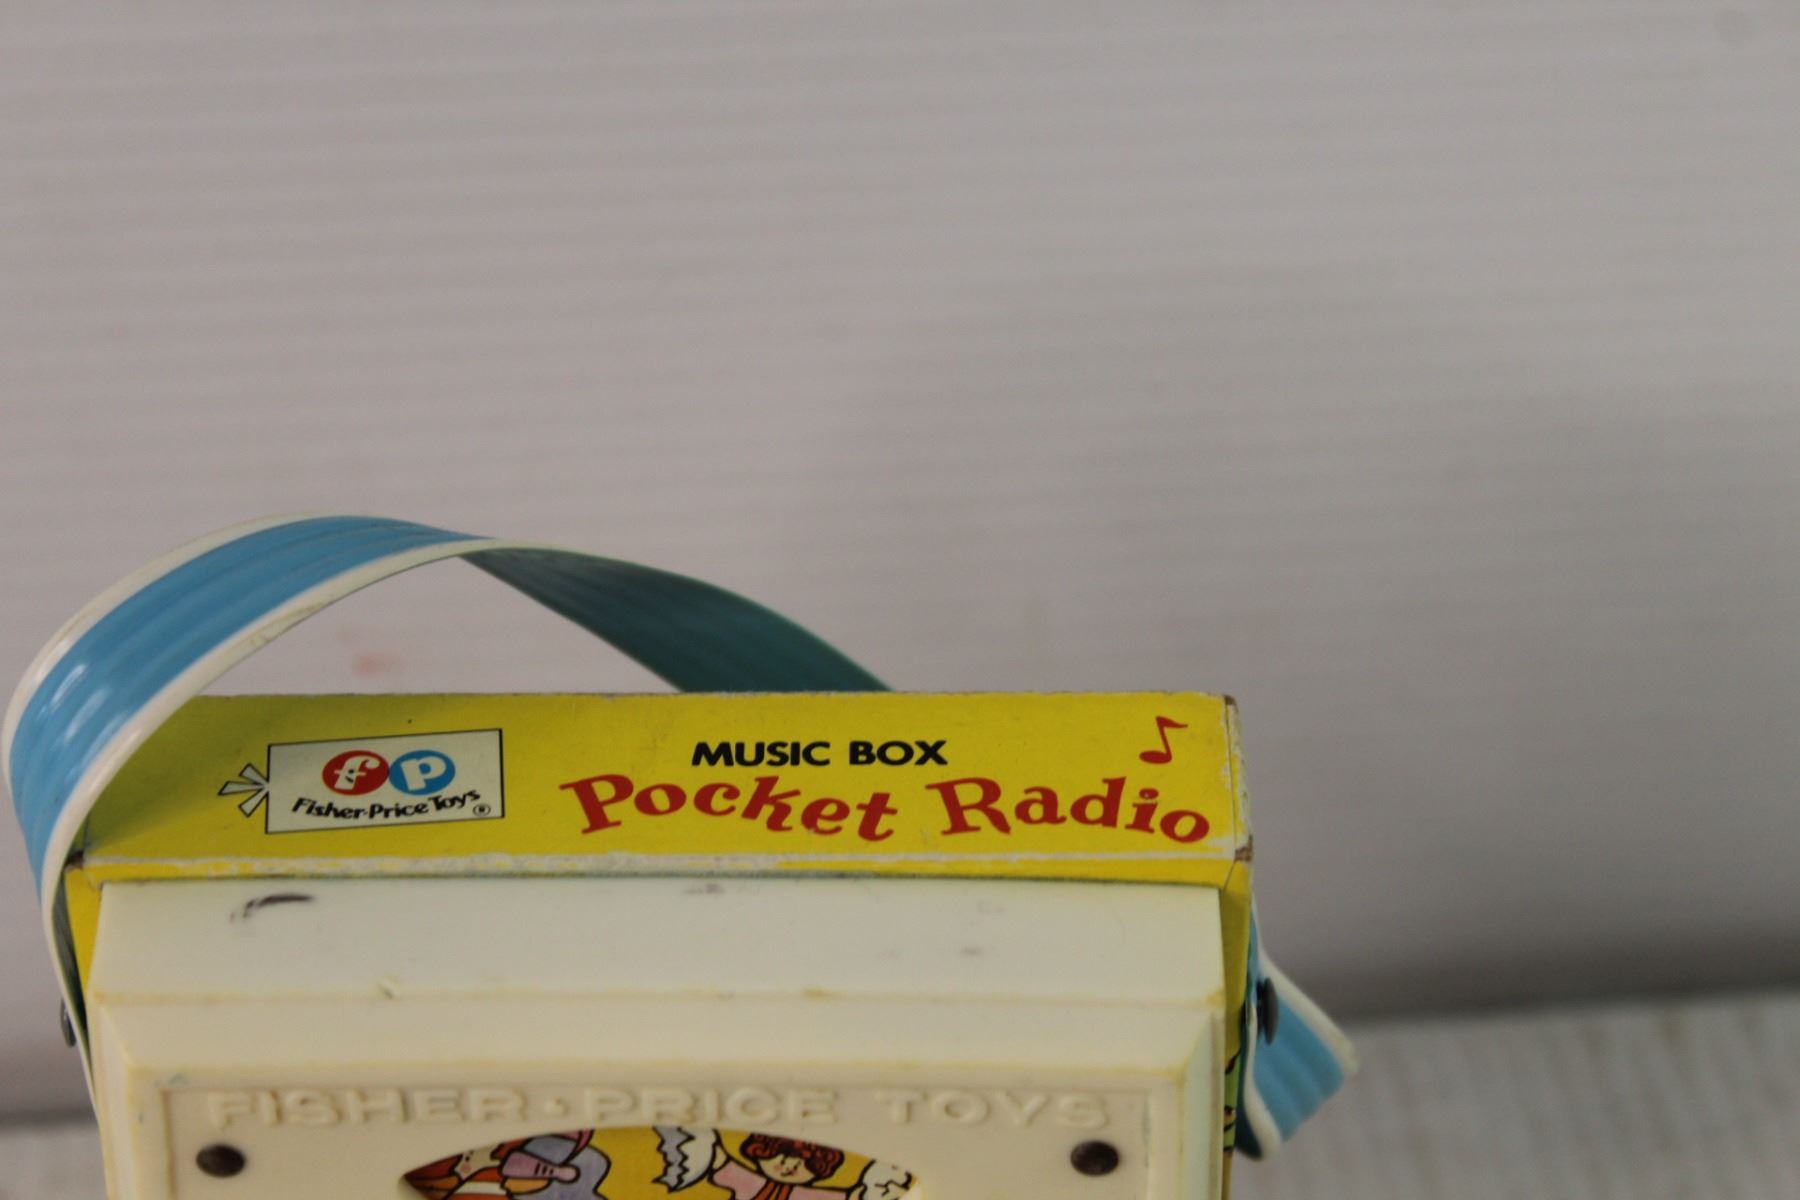 fp
Fisher-Price Toys ®
MUSIC BOX
Pocket Radio
FISHER·PRICE TOYS